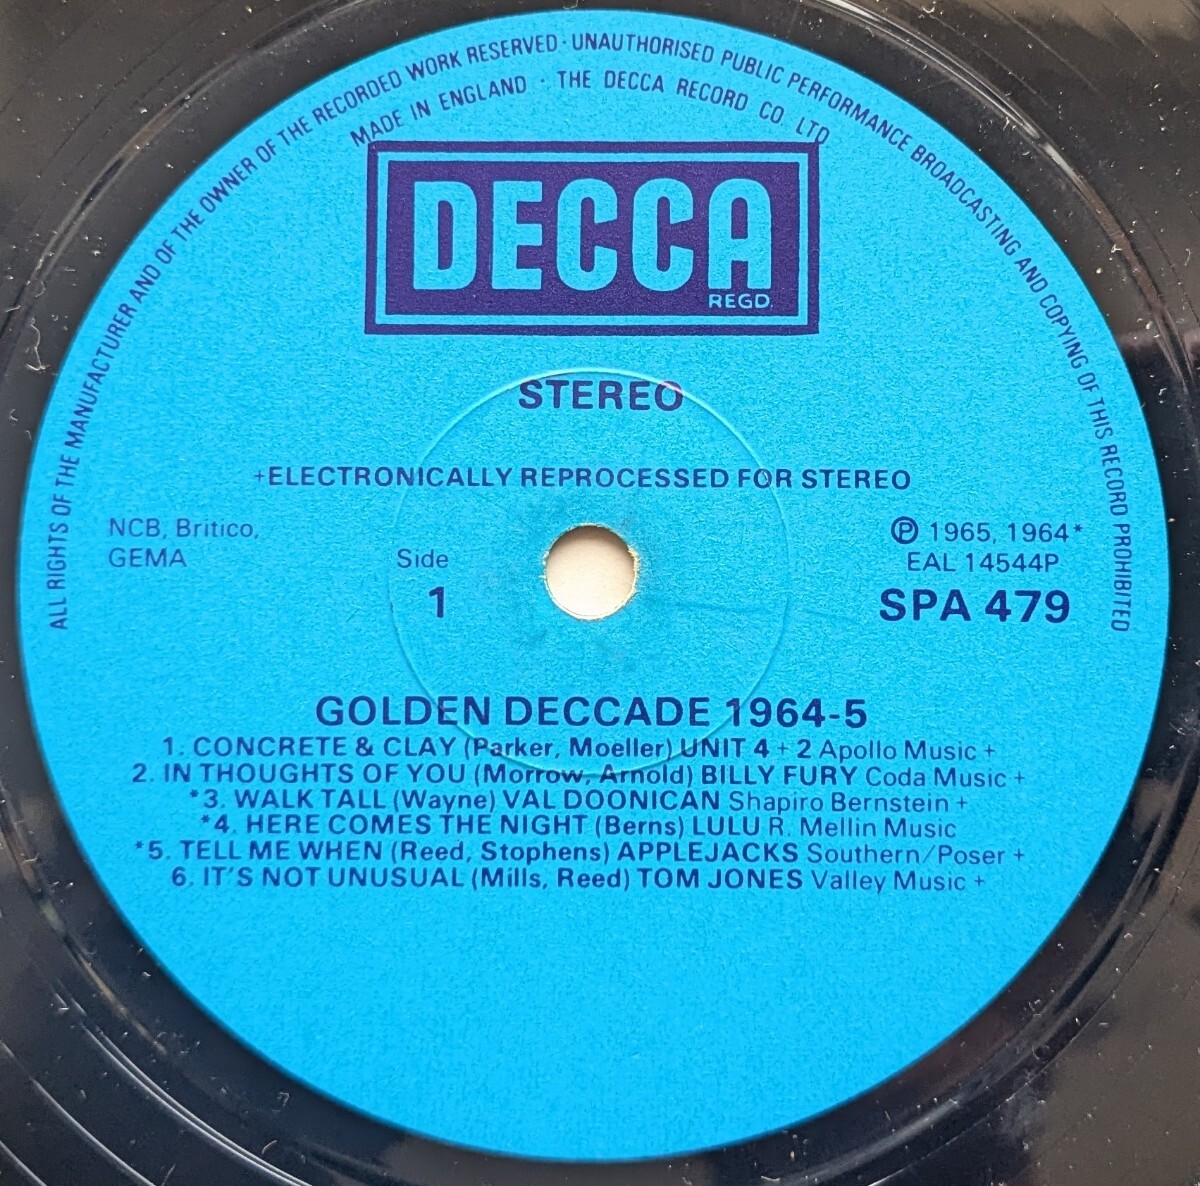 ALL RIGHTS OF THE MANUFACTURER AND OF THE OWNER OF THE RECORDED WORK RESERVED · UNAUTHORISED PUBLIC PERFORMANCE BROADCASTING AND COPYING OF THIS RECORD PROHIBITED
MADE IN ENGLAND · THE DECCA RECORD CO. LTD
DECCA
REGD.
STEREO
+ELECTRONICALLY REPROCESSED FOR STEREO
NCB, Britico,
GEMA
Side
1
℗ 1965, 1964*
EAL 14544P
SPA 479
GOLDEN DECCADE 1964-5
1. CONCRETE & CLAY (Parker, Moeller) UNIT 4 + 2 Apollo Music +
2. IN THOUGHTS OF YOU (Morrow, Arnold) BILLY FURY Coda Music +
*3. WALK TALL (Wayne) VAL DOONICAN Shapiro Bernstein +
*4. HERE COMES THE NIGHT (Berns) LULU R. Mellin Music
*5. TELL ME WHEN (Reed, Stophens) APPLEJACKS Southern/Poser +
6. IT'S NOT UNUSUAL (Mills, Reed) TOM JONES Valley Music +